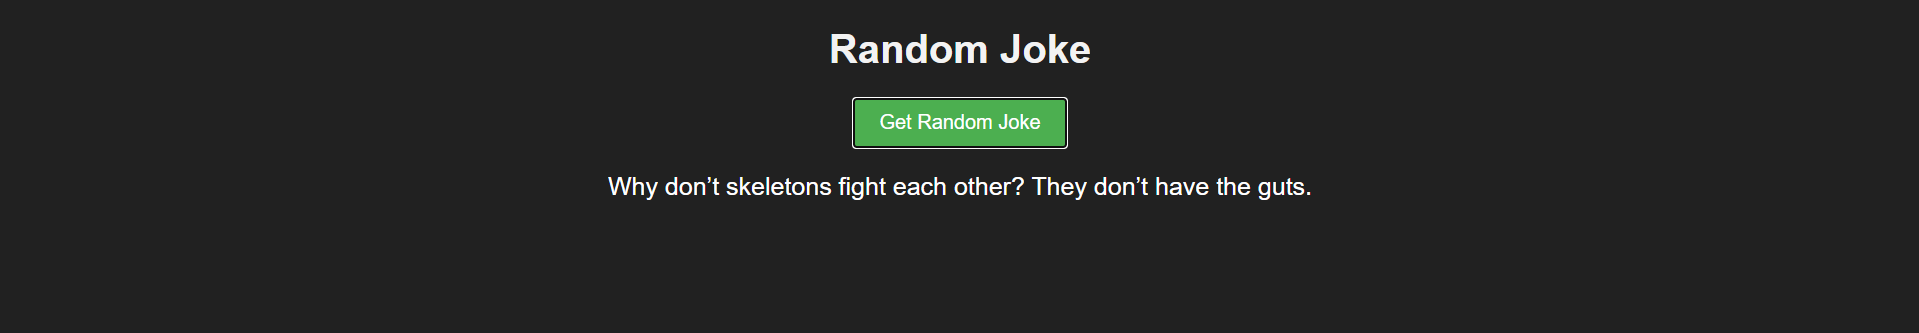 Random Joke
Get Random Joke
Why don’t skeletons fight each other? They don’t have the guts.